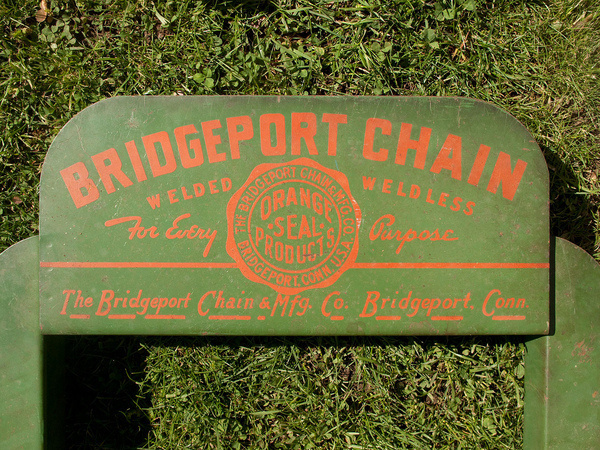 BRIDGEPORT CHAIN
WELDED WELDLESS
For Every Purpose
THE BRIDGEPORT CHAIN & MFG. CO.
ORANGE
-SEAL-
PRODUCTS
BRIDGEPORT, CONN. U.S.A.
The Bridgeport Chain & Mfg. Co. Bridgeport. Conn.